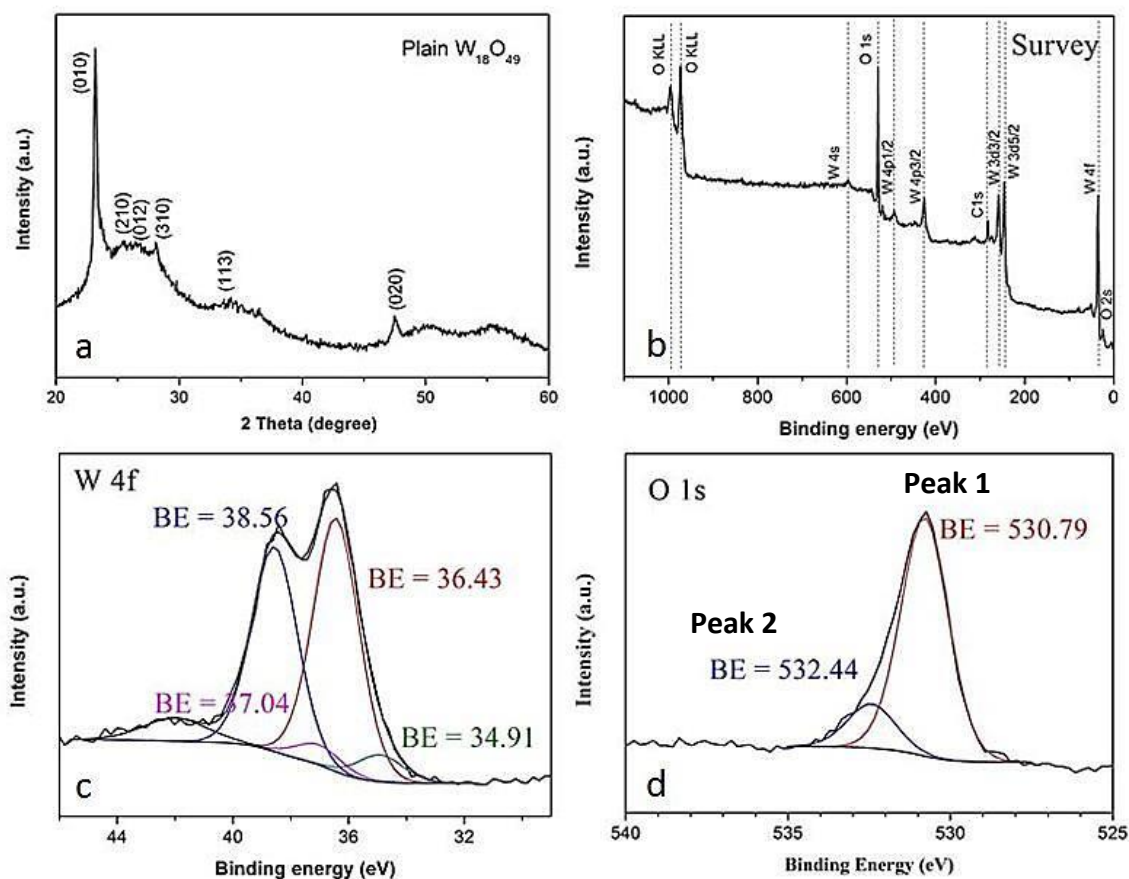 Plain W₁₈O₄₉
(010)
(210)
(012)
(310)
(113)
(020)
a
Intensity (a.u.)
20 30 40 50 60
2 Theta (degree)
Survey
O KLL
O KLL
W 4s
O 1s
W 4p1/2
W 4p3/2
C1s
W 3d3/2
W 3d5/2
W 4f
O 2s
b
Intensity (a.u.)
1000 800 600 400 200 0
Binding energy (eV)
W 4f
BE = 38.56
BE = 36.43
BE = 37.04
BE = 34.91
c
Intensity (a.u.)
44 40 36 32
Binding energy (eV)
O 1s
Peak 1
BE = 530.79
Peak 2
BE = 532.44
d
Intensity (a.u.)
540 535 530 525
Binding Energy (eV)